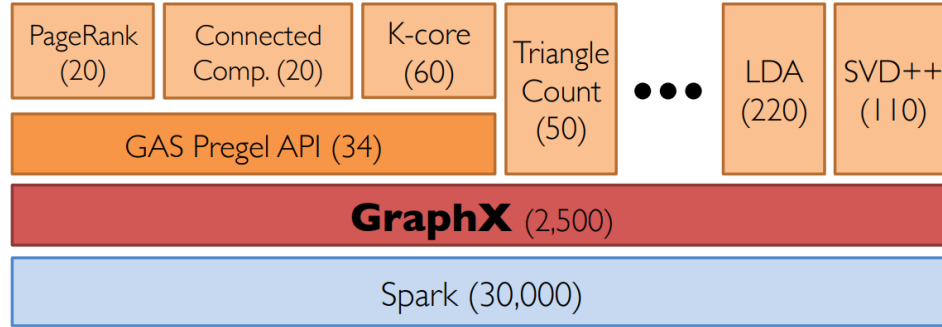 PageRank
(20)
Connected
Comp. (20)
K-core
(60)
Triangle
Count
(50)
LDA
(220)
SVD++
(110)
GAS Pregel API (34)
GraphX (2,500)
Spark (30,000)